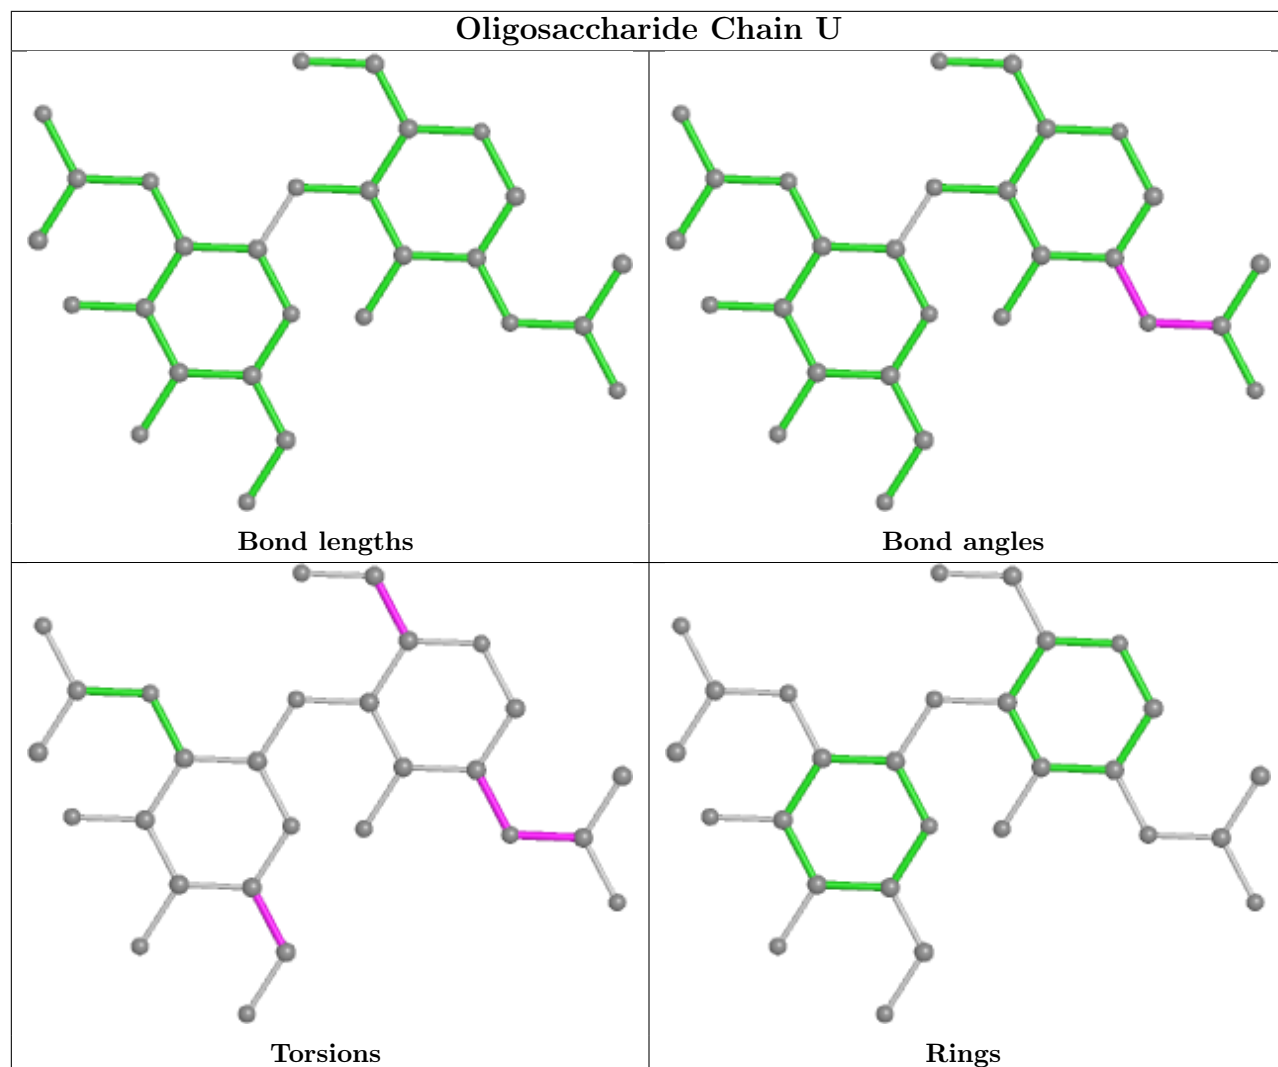 Oligosaccharide Chain U
Bond lengths
Bond angles
Torsions
Rings